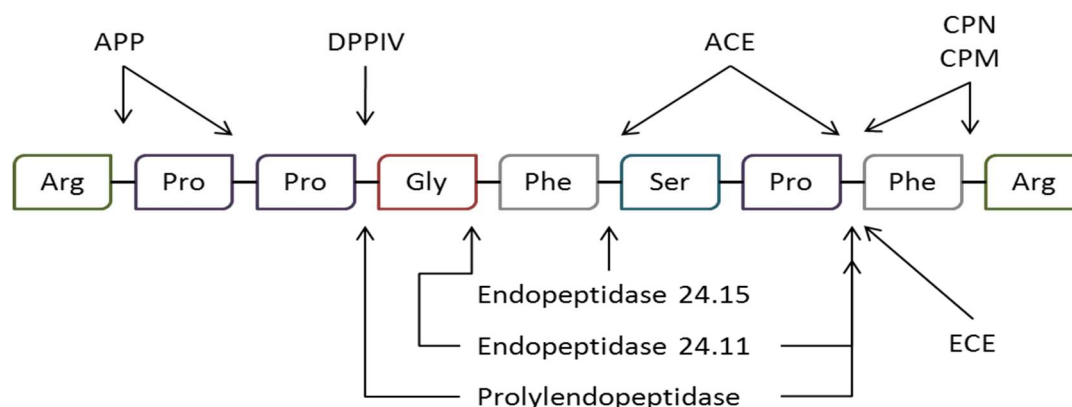 CPN
APP DPPIV ACE CPM
Arg Pro Pro Gly Phe Ser Pro Phe Arg
Endopeptidase 24.15
Endopeptidase 24.11 ECE
Prolylendopeptidase